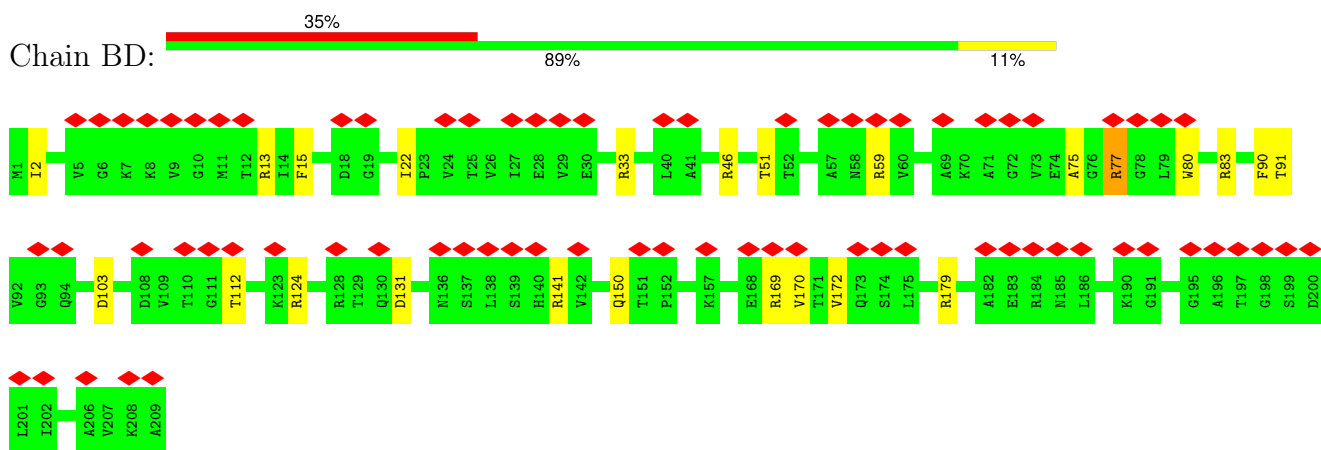 35%
Chain BD:
89% 11%
M1 I2 V5 G6 K7 K8 V9 G10 M11 T12 R13 I14 F15 D18 G19 I22 P23 V24 T25 V26 I27 E28 V29 E30 R33 L40 A41 R46 T51 T52 A57 N58 R59 V60 A69 K70 A71 G72 V73 E74 A75 G76 R77 G78 L79 W80 R83 F90 T91
V92 G93 Q94 D103 D108 V109 T110 G111 T112 K123 R124 R128 T129 Q130 D131 N136 S137 L138 S139 H140 R141 V142 Q150 T151 P152 K157 E168 R169 V170 T171 V172 Q173 S174 L175 R179 A182 E183 R184 N185 L186 K190 G191 G195 A196 T197 G198 S199 D200
L201 I202 A206 V207 K208 A209